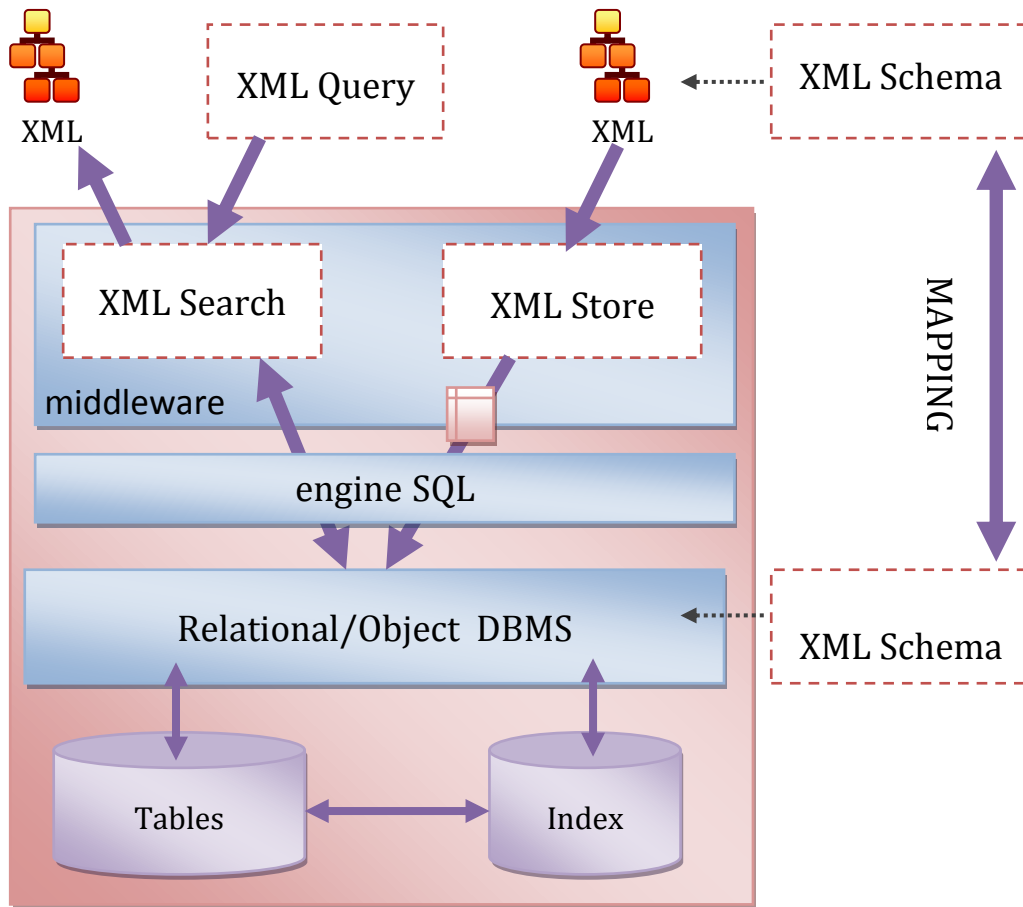 XML
XML Query
XML
XML Schema
XML Search
XML Store
middleware
MAPPING
engine SQL
Relational/Object DBMS
XML Schema
Tables
Index